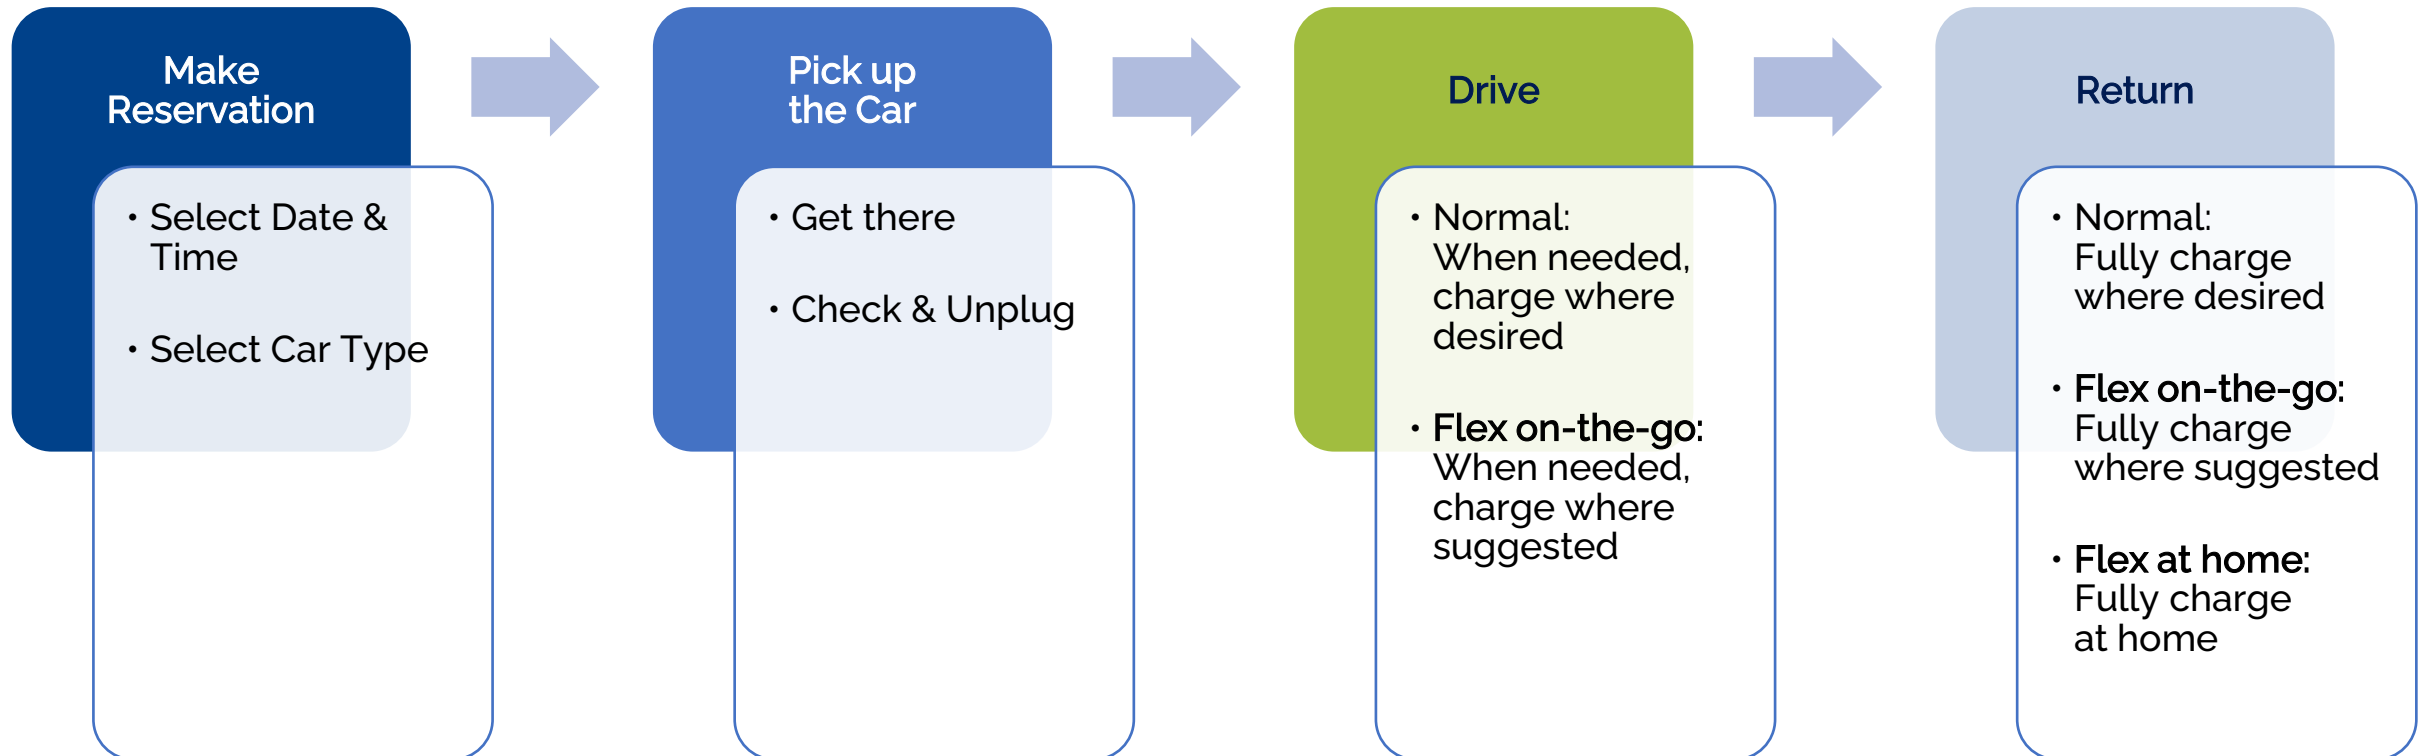 Make
Reservation
• Select Date &
Time
• Select Car Type
Pick up
the Car
• Get there
• Check & Unplug
Drive
• Normal:
When needed,
charge where
desired
• Flex on-the-go:
When needed,
charge where
suggested
Return
• Normal:
Fully charge
where desired
• Flex on-the-go:
Fully charge
where suggested
• Flex at home:
Fully charge
at home